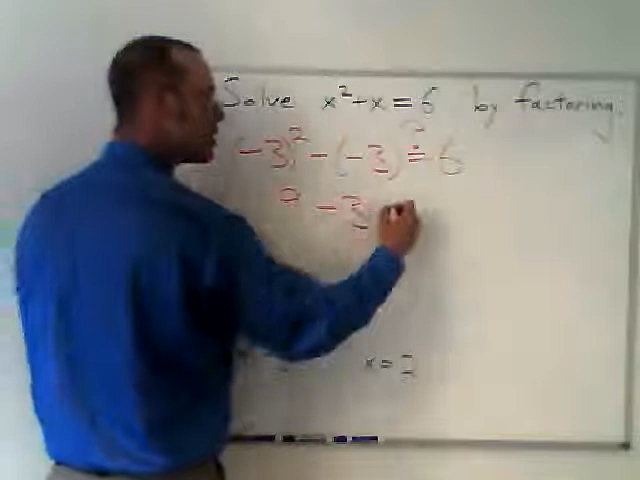 Solve x² - x = 6 by factoring.
(-3)² - (-3) ≟ 6
9 - 3
x = 2